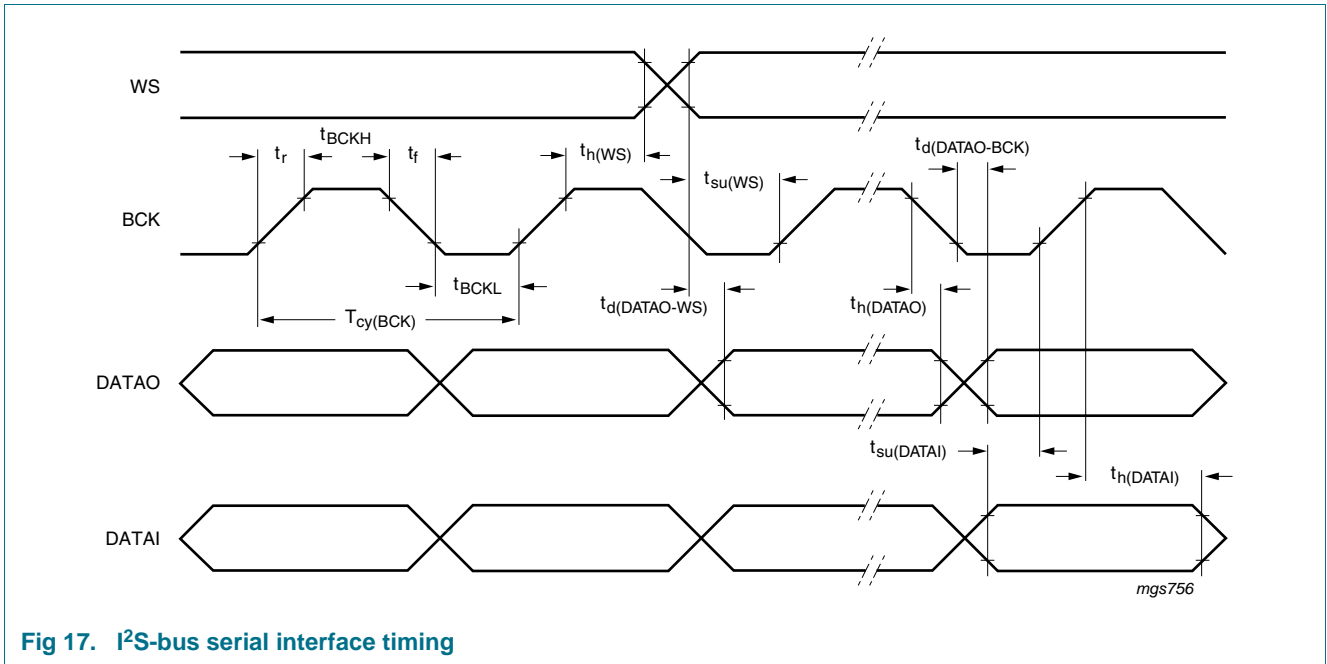 WS
tBCKH
tr
tf
th(WS)
td(DATAO-BCK)
tsu(WS)
BCK
tBCKL
td(DATAO-WS)
th(DATAO)
Tcy(BCK)
DATAO
tsu(DATAI)
th(DATAI)
DATAI
mgs756
Fig 17. I²S-bus serial interface timing